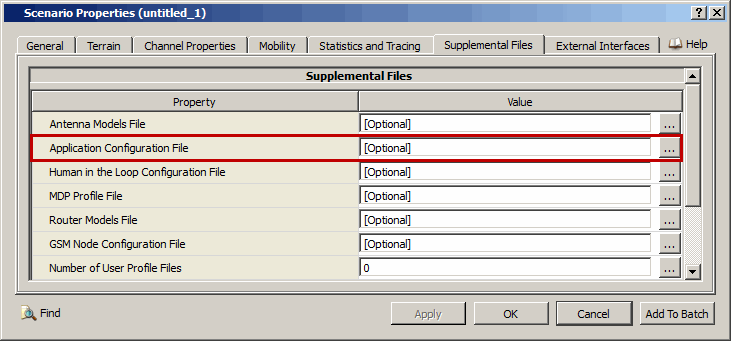 Scenario Properties (untitled_1)
General Terrain Channel Properties Mobility Statistics and Tracing Supplemental Files External Interfaces Help
Supplemental Files
Property Value
Antenna Models File [Optional] ...
Application Configuration File [Optional] ...
Human in the Loop Configuration File [Optional] ...
MDP Profile File [Optional] ...
Router Models File [Optional] ...
GSM Node Configuration File [Optional] ...
Number of User Profile Files 0 ...
Find Apply OK Cancel Add To Batch